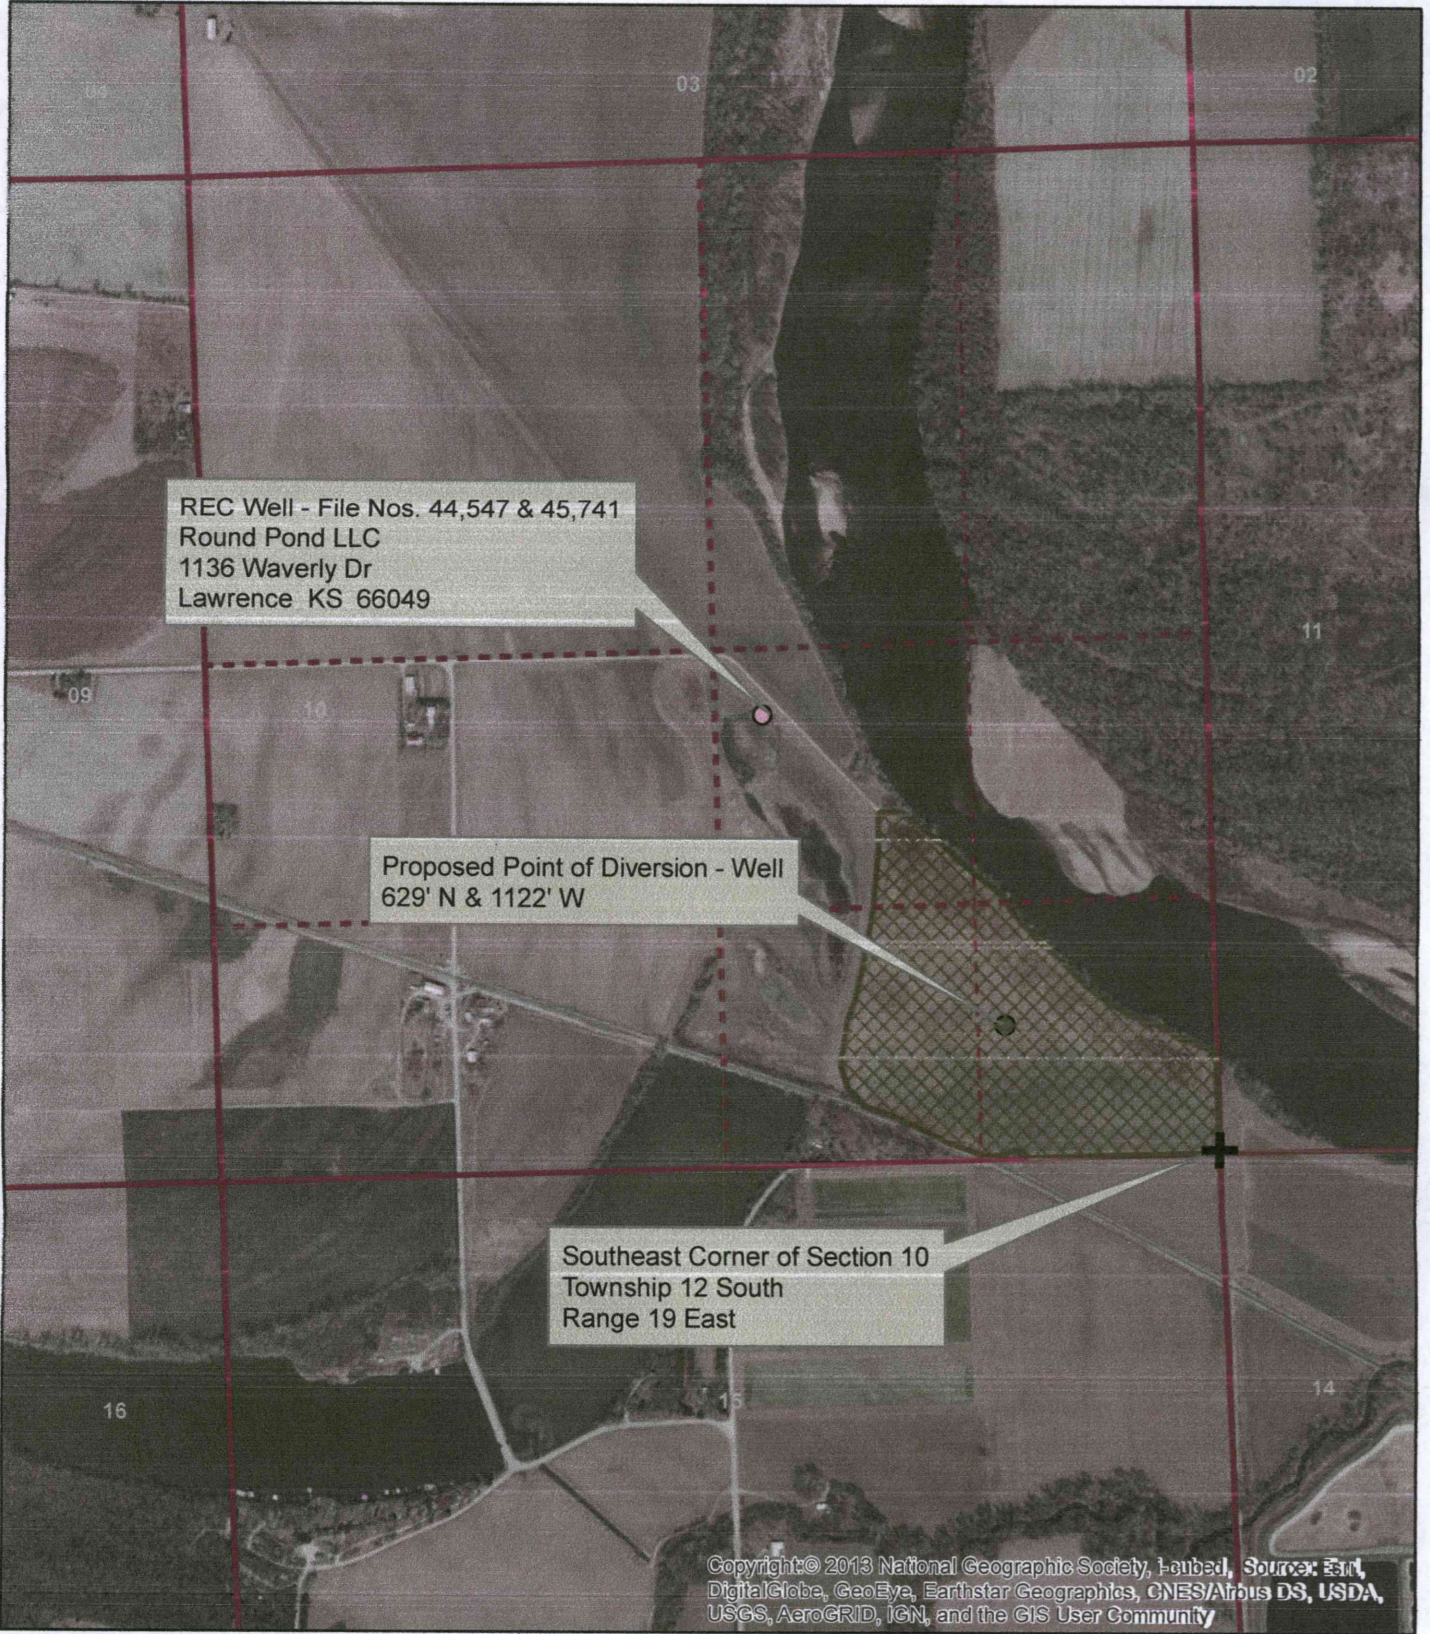 04
03
02
REC Well - File Nos. 44,547 & 45,741
Round Pond LLC
1136 Waverly Dr
Lawrence KS 66049
11
09
10
Proposed Point of Diversion - Well
629' N & 1122' W
Southeast Corner of Section 10
Township 12 South
Range 19 East
16
15
14
Copyright:© 2013 National Geographic Society, i-cubed, Source: Esri,
DigitalGlobe, GeoEye, Earthstar Geographics, CNES/Airbus DS, USDA,
USGS, AeroGRID, IGN, and the GIS User Community